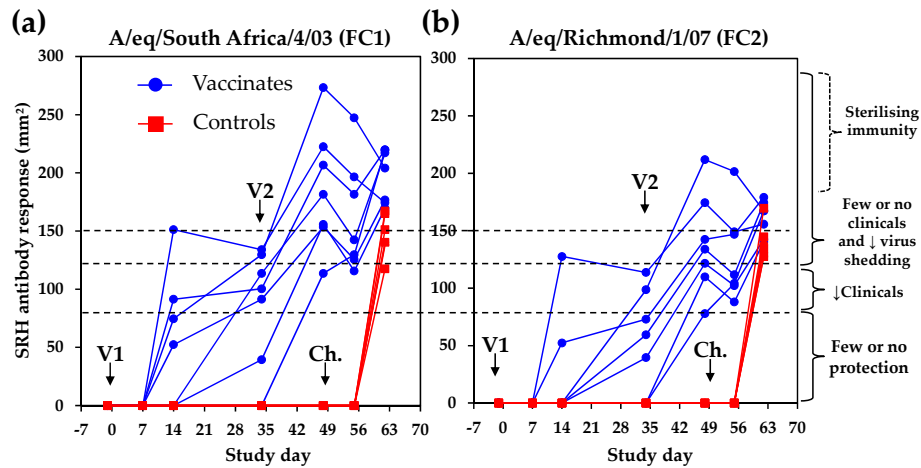 (a)
A/eq/South Africa/4/03 (FC1)
(b)
A/eq/Richmond/1/07 (FC2)
SRH antibody response (mm²)
300
250
200
150
100
50
0
Vaccinates
Controls
V1
V2
Ch.
-7 0 7 14 21 28 35 42 49 56 63 70
Study day
300
250
200
150
100
50
0
V1
V2
Ch.
-7 0 7 14 21 28 35 42 49 56 63 70
Study day
Sterilising
immunity
Few or no
clinicals
and ↓ virus
shedding
↓Clinicals
Few or no
protection